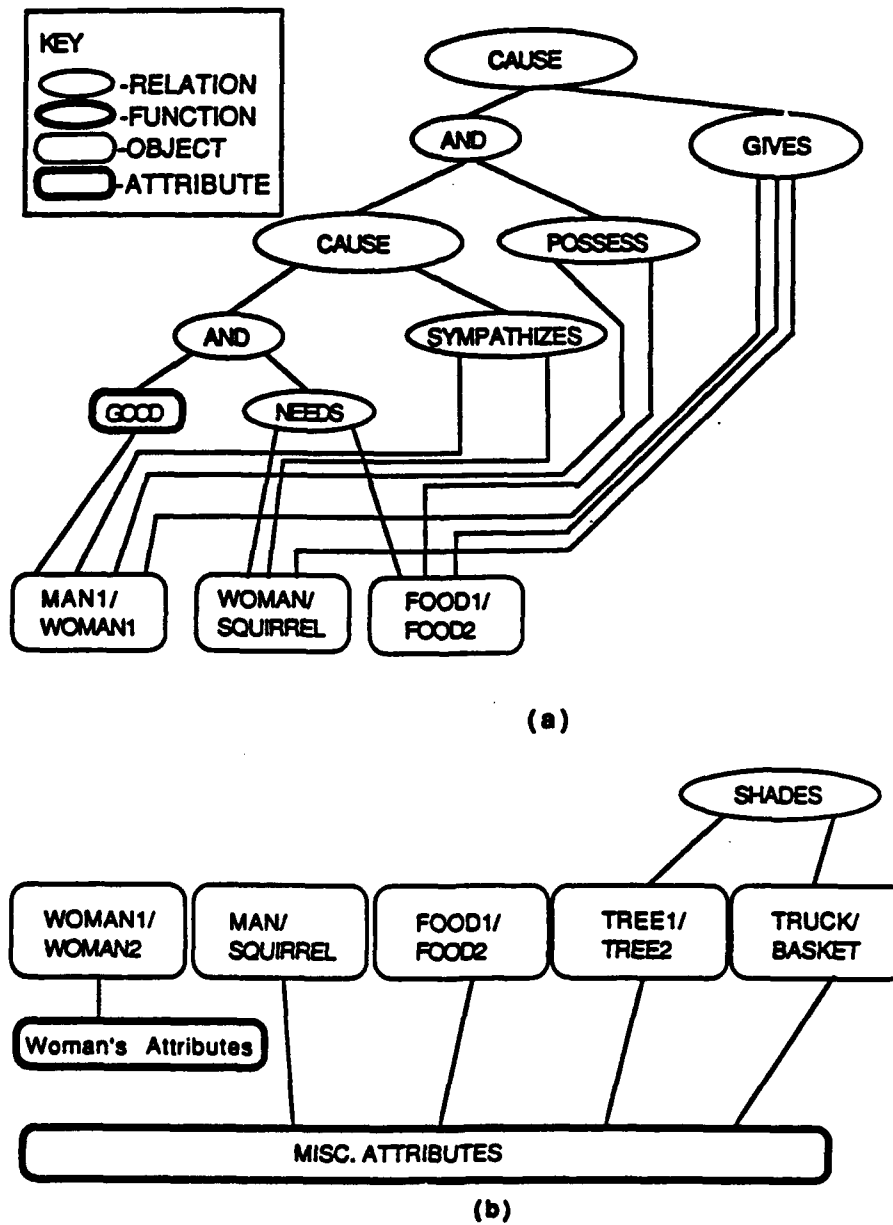 KEY
-RELATION
-FUNCTION
-OBJECT
-ATTRIBUTE
CAUSE
AND
GIVES
CAUSE
POSSESS
AND
SYMPATHIZES
GOOD
NEEDS
MAN1/
WOMAN1
WOMAN/
SQUIRREL
FOOD1/
FOOD2
(a)
SHADES
WOMAN1/
WOMAN2
MAN/
SQUIRREL
FOOD1/
FOOD2
TREE1/
TREE2
TRUCK/
BASKET
Woman's Attributes
MISC. ATTRIBUTES
(b)